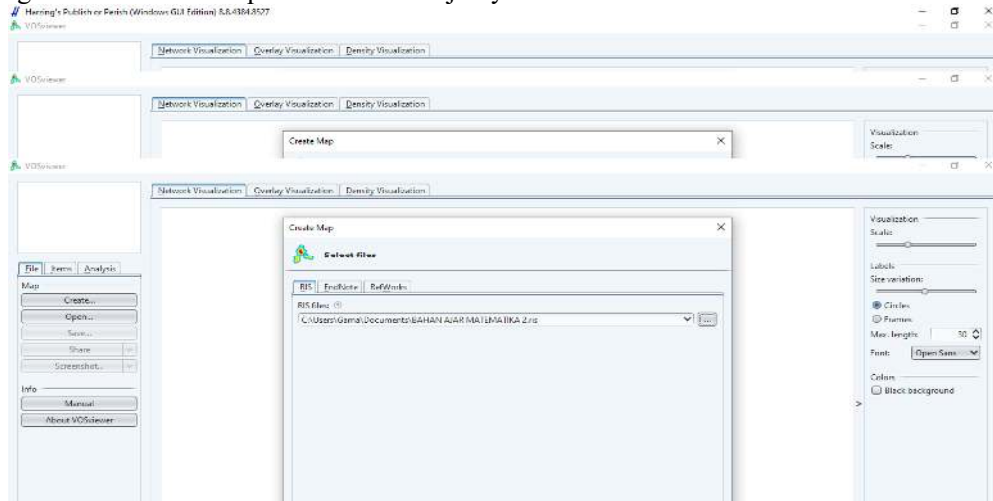 Harzing's Publish or Perish (Windows GUI Edition) 8.8.4384.8527
VOSviewer
Network Visualization Overlay Visualization Density Visualization
VOSviewer
Network Visualization Overlay Visualization Density Visualization
Create Map
Visualization
Scale:
VOSviewer
Network Visualization Overlay Visualization Density Visualization
File Items Analysis
Map
Create...
Open...
Save...
Share
Screenshot...
Info
Manual
About VOSviewer
Create Map
Select files
RIS EndNote RefWorks
RIS files:
C:\Users\Gama\Documents\BAHAN AJAR MATEMATIKA 2.ris
...
Visualization
Scale:
Labels
Size variation:
Circles
Frames
Max. length: 30
Font: Open Sans
Colors
Black background
>